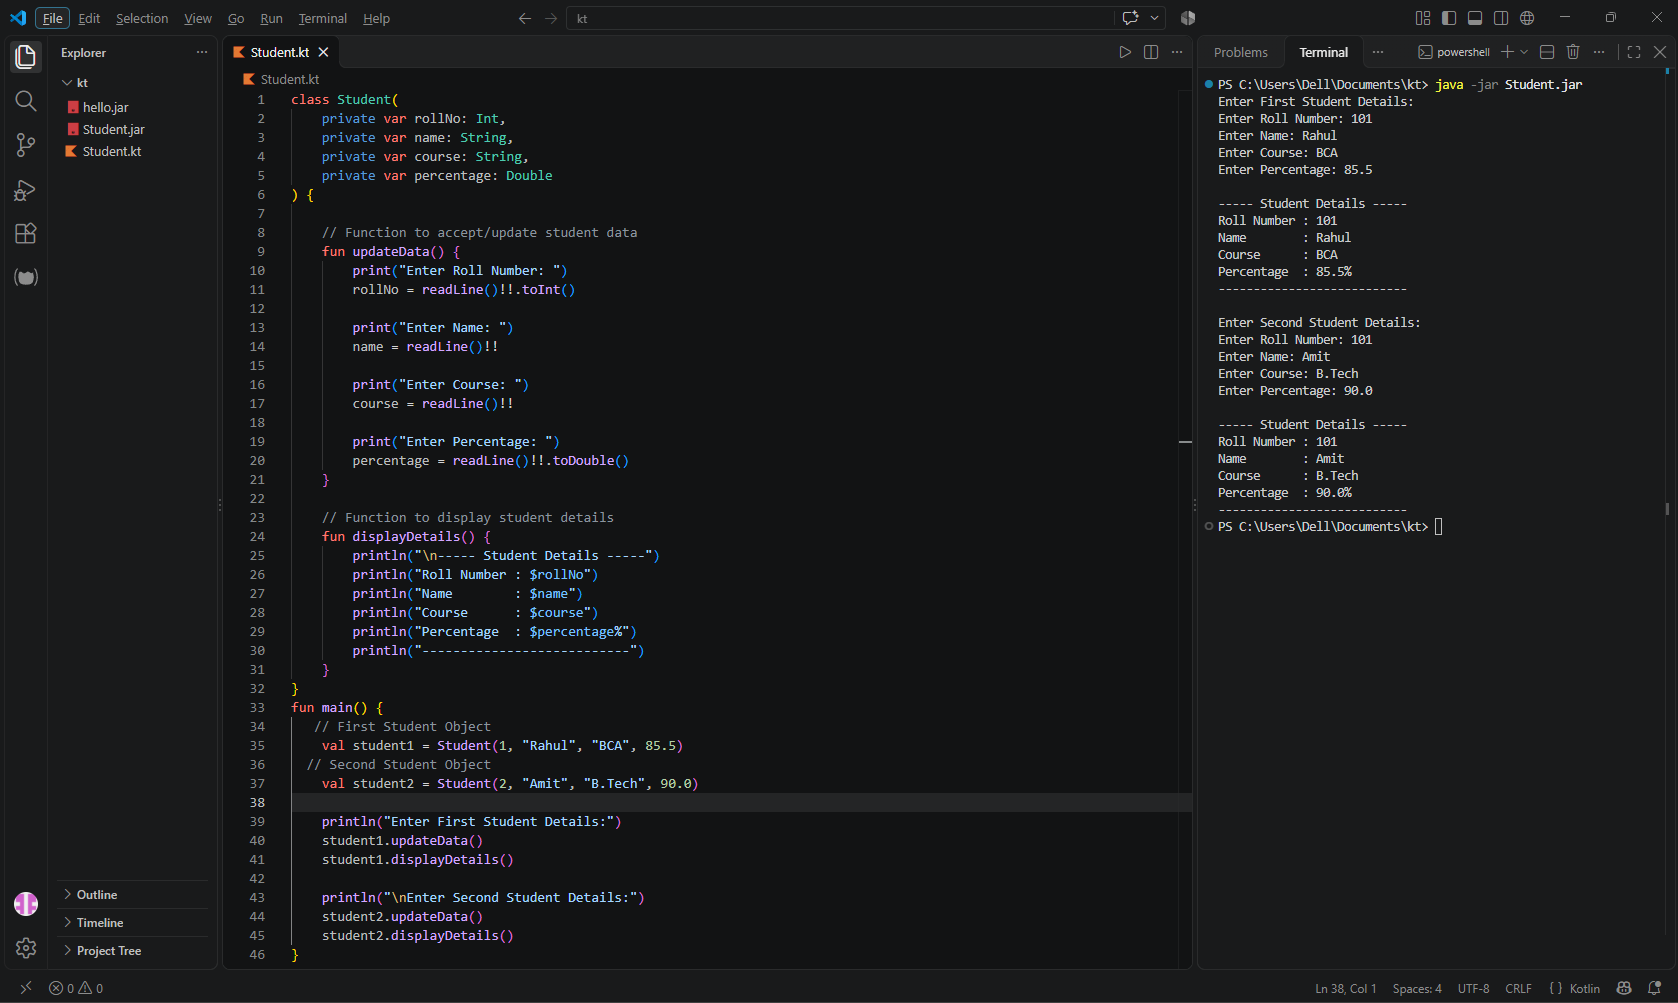 File Edit Selection View Go Run Terminal Help
kt
Explorer
kt
hello.jar
Student.jar
Student.kt
Outline
Timeline
Project Tree
Student.kt
Student.kt
1 class Student(
2     private var rollNo: Int,
3     private var name: String,
4     private var course: String,
5     private var percentage: Double
6 ) {
7
8     // Function to accept/update student data
9     fun updateData() {
10         print("Enter Roll Number: ")
11         rollNo = readLine()!!.toInt()
12
13         print("Enter Name: ")
14         name = readLine()!!
15
16         print("Enter Course: ")
17         course = readLine()!!
18
19         print("Enter Percentage: ")
20         percentage = readLine()!!.toDouble()
21     }
22
23     // Function to display student details
24     fun displayDetails() {
25         println("\n----- Student Details -----")
26         println("Roll Number : $rollNo")
27         println("Name        : $name")
28         println("Course      : $course")
29         println("Percentage  : $percentage%")
30         println("---------------------------")
31     }
32 }
33 fun main() {
34    // First Student Object
35     val student1 = Student(1, "Rahul", "BCA", 85.5)
36   // Second Student Object
37     val student2 = Student(2, "Amit", "B.Tech", 90.0)
38
39     println("Enter First Student Details:")
40     student1.updateData()
41     student1.displayDetails()
42
43     println("\nEnter Second Student Details:")
44     student2.updateData()
45     student2.displayDetails()
46 }
Problems Terminal powershell
PS C:\Users\Dell\Documents\kt> java -jar Student.jar
Enter First Student Details:
Enter Roll Number: 101
Enter Name: Rahul
Enter Course: BCA
Enter Percentage: 85.5

----- Student Details -----
Roll Number : 101
Name        : Rahul
Course      : BCA
Percentage  : 85.5%
---------------------------

Enter Second Student Details:
Enter Roll Number: 101
Enter Name: Amit
Enter Course: B.Tech
Enter Percentage: 90.0

----- Student Details -----
Roll Number : 101
Name        : Amit
Course      : B.Tech
Percentage  : 90.0%
---------------------------
PS C:\Users\Dell\Documents\kt>
0 0 Ln 38, Col 1 Spaces: 4 UTF-8 CRLF { } Kotlin